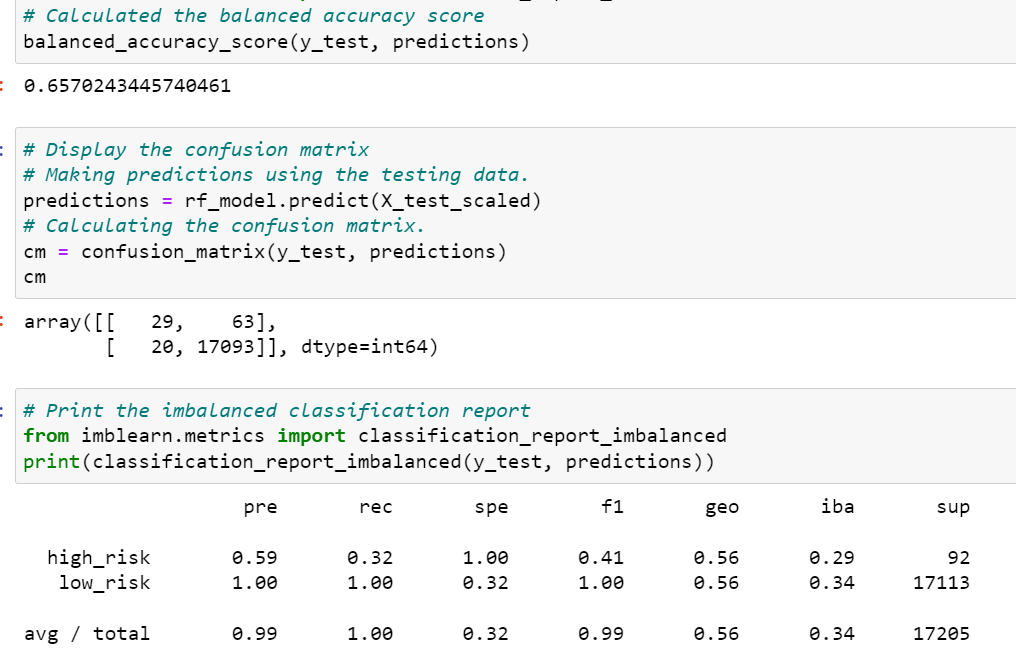 # Calculated the balanced accuracy score
balanced_accuracy_score(y_test, predictions)
: 0.6570243445740461
: # Display the confusion matrix
# Making predictions using the testing data.
predictions = rf_model.predict(X_test_scaled)
# Calculating the confusion matrix.
cm = confusion_matrix(y_test, predictions)
cm
: array([[   29,    63],
       [   20, 17093]], dtype=int64)
: # Print the imbalanced classification report
from imblearn.metrics import classification_report_imbalanced
print(classification_report_imbalanced(y_test, predictions))
pre rec spe f1 geo iba sup
high_risk 0.59 0.32 1.00 0.41 0.56 0.29 92
low_risk 1.00 1.00 0.32 1.00 0.56 0.34 17113
avg / total 0.99 1.00 0.32 0.99 0.56 0.34 17205